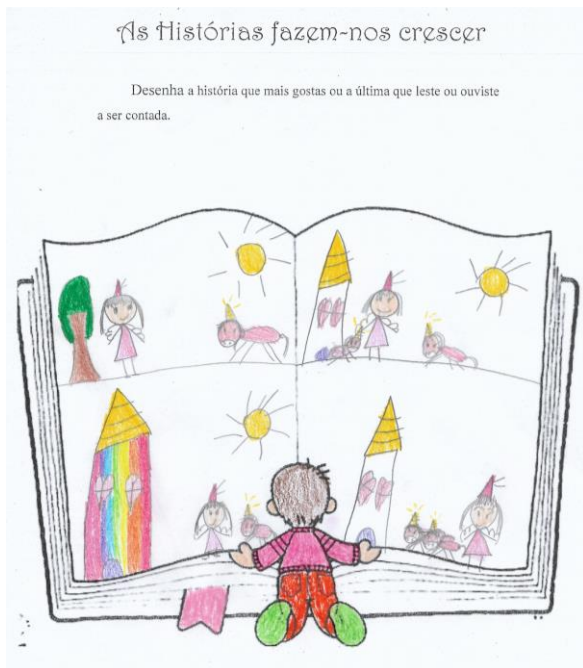 As Histórias fazem-nos crescer
Desenha a história que mais gostas ou a última que leste ou ouviste
a ser contada.